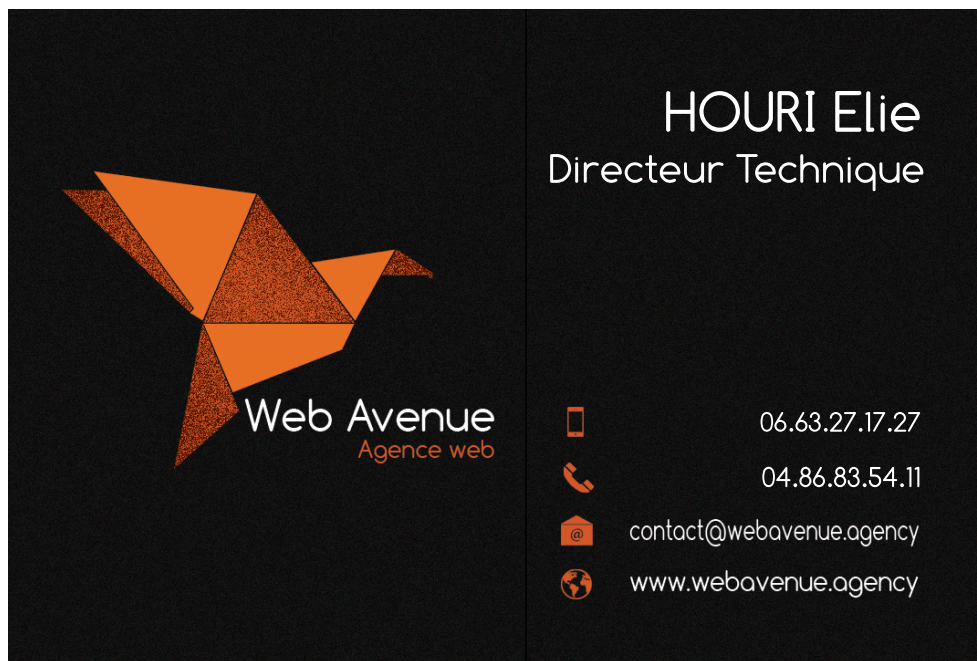 Web Avenue
Agence web
HOURI Elie
Directeur Technique
06.63.27.17.27
04.86.83.54.11
@
contact@webavenue.agency
www.webavenue.agency